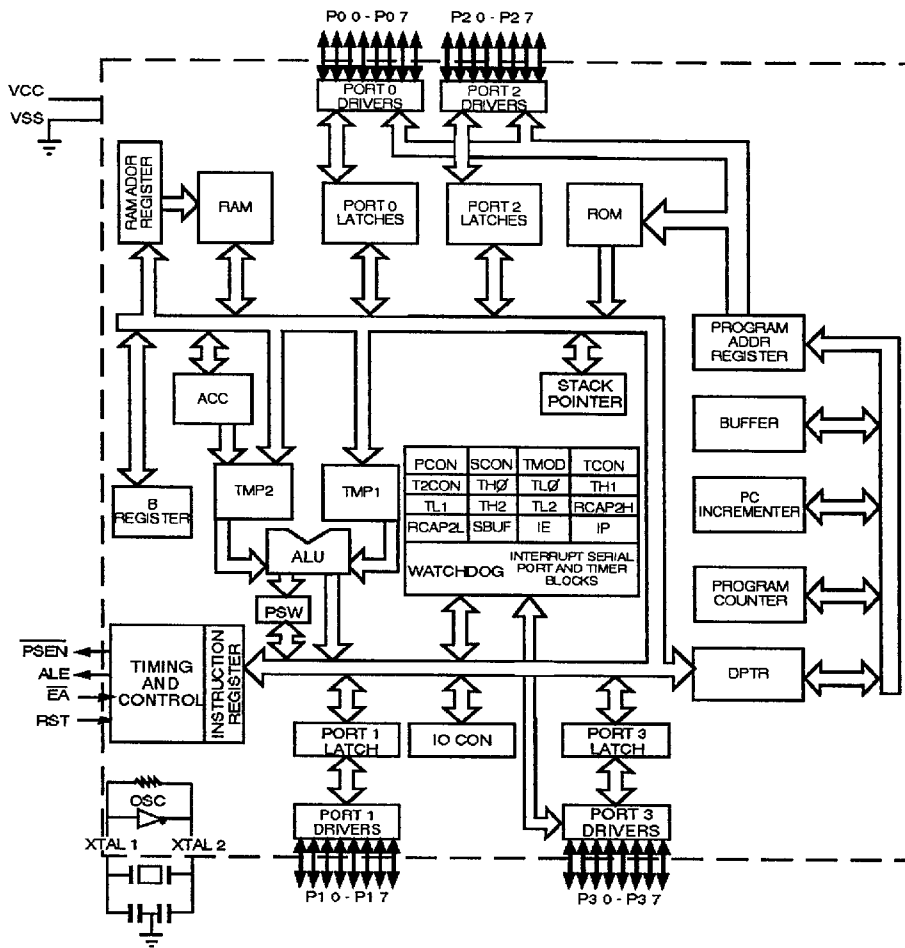 P0 0 - P0 7
P2 0 - P2 7
VCC
VSS
PORT 0
DRIVERS
PORT 2
DRIVERS
RAM ADDR
REGISTER
RAM
PORT 0
LATCHES
PORT 2
LATCHES
ROM
PROGRAM
ADDR
REGISTER
ACC
STACK
POINTER
BUFFER
B
REGISTER
TMP2
TMP1
PCON SCON TMOD TCON
T2CON THØ TLØ TH1
TL1 TH2 TL2 RCAP2H
RCAP2L SBUF IE IP
WATCHDOG
INTERRUPT SERIAL
PORT AND TIMER
BLOCKS
PC
INCREMENTER
ALU
PSW
PROGRAM
COUNTER
PSEN
ALE
EA
RST
TIMING
AND
CONTROL
INSTRUCTION
REGISTER
DPTR
PORT 1
LATCH
IO CON
PORT 3
LATCH
OSC
XTAL 1
XTAL 2
PORT 1
DRIVERS
PORT 3
DRIVERS
P1 0 - P1 7
P3 0 - P3 7